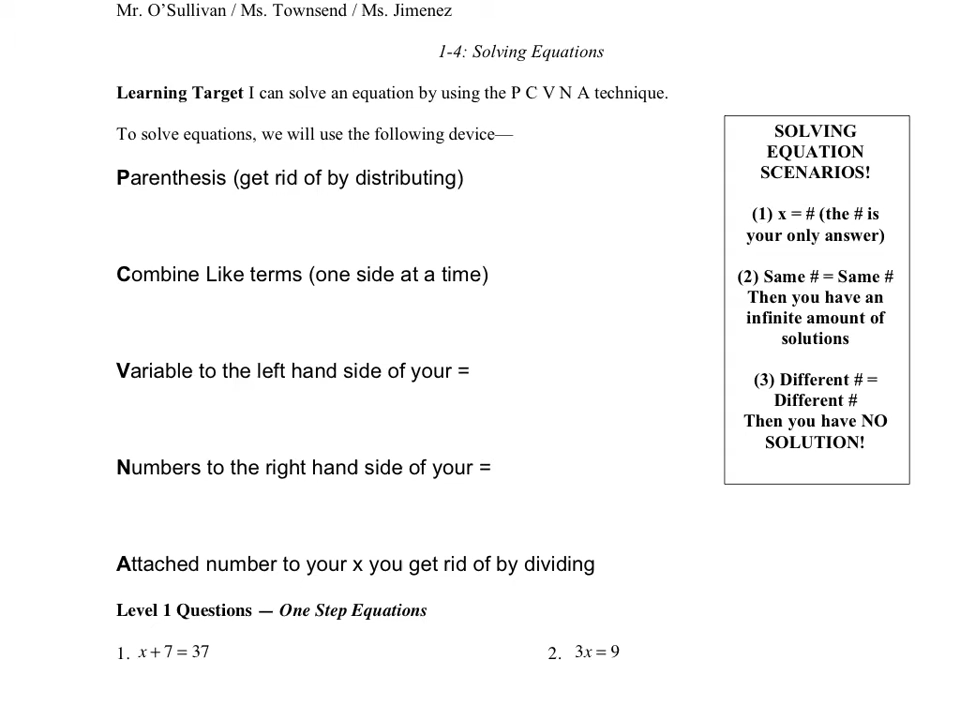 Mr. O’Sullivan / Ms. Townsend / Ms. Jimenez
1-4: Solving Equations
Learning Target I can solve an equation by using the P C V N A technique.
To solve equations, we will use the following device—
Parenthesis (get rid of by distributing)
Combine Like terms (one side at a time)
Variable to the left hand side of your =
Numbers to the right hand side of your =
Attached number to your x you get rid of by dividing
SOLVING
EQUATION
SCENARIOS!
(1) x = # (the # is
your only answer)
(2) Same # = Same #
Then you have an
infinite amount of
solutions
(3) Different # =
Different #
Then you have NO
SOLUTION!
Level 1 Questions — One Step Equations
1. x + 7 = 37
2. 3x = 9